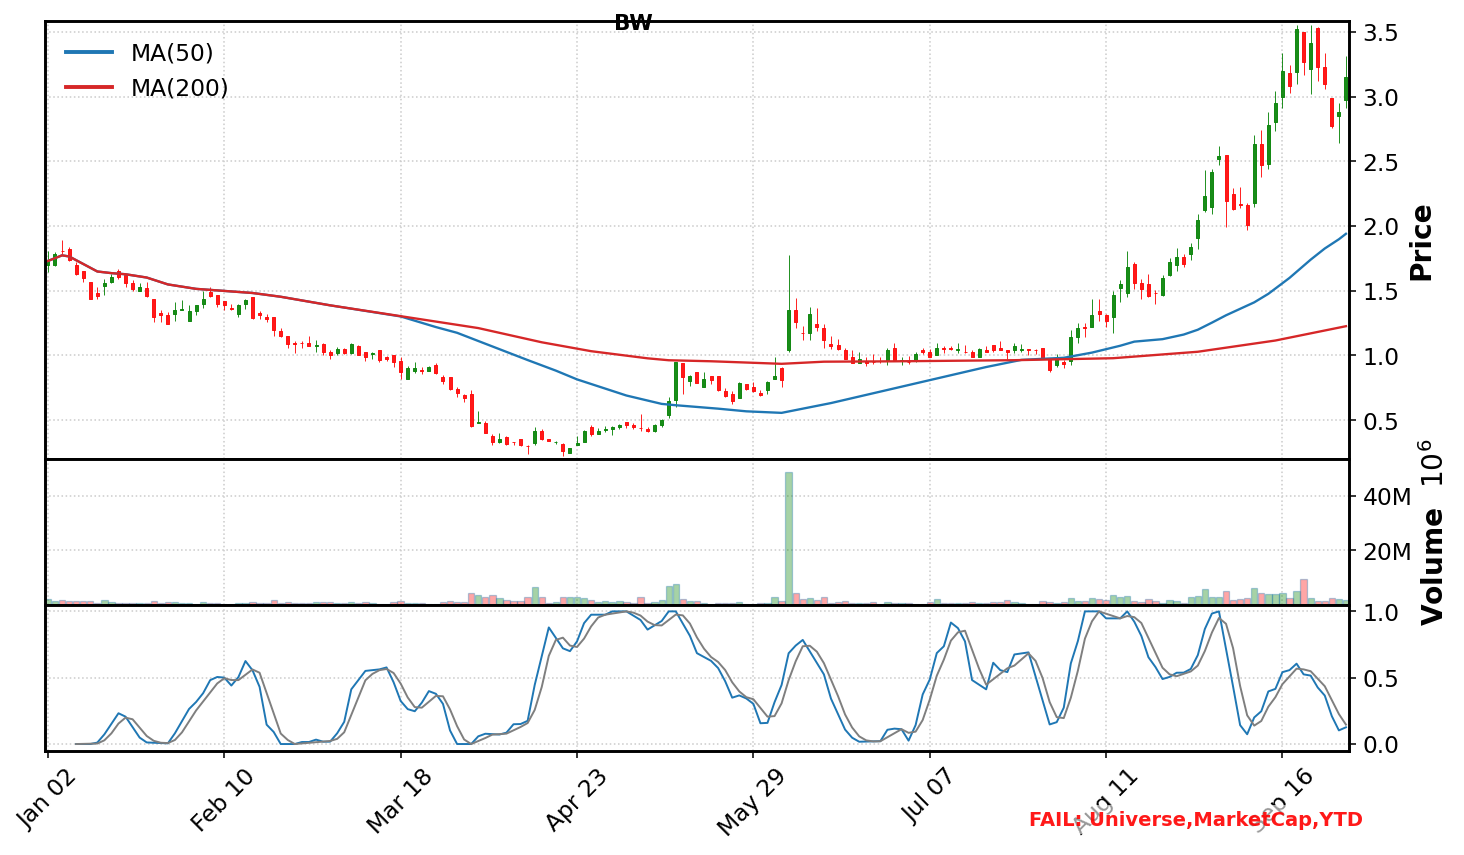 BW
MA(50)
MA(200)
3.5
3.0
2.5
2.0
1.5
1.0
0.5
Price
40M
20M
Volume 10^6
1.0
0.5
0.0
Jan 02
Feb 10
Mar 18
Apr 23
May 29
Jul 07
Aug 11
Sep 16
FAIL: Universe,MarketCap,YTD